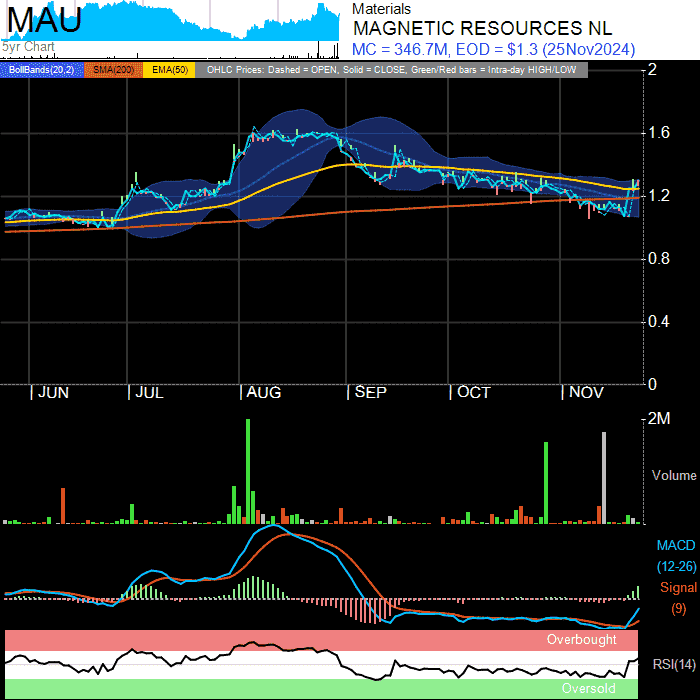 MAU
5yr Chart
Materials
MAGNETIC RESOURCES NL
MC = 346.7M, EOD = $1.3 (25Nov2024)
BollBands(20,2) SMA(200) EMA(50) OHLC Prices: Dashed = OPEN, Solid = CLOSE, Green/Red bars = Intra-day HIGH/LOW
2
1.6
1.2
0.8
0.4
0
JUN JUL AUG SEP OCT NOV
2M
Volume
MACD
(12-26)
Signal
(9)
Overbought
RSI(14)
Oversold